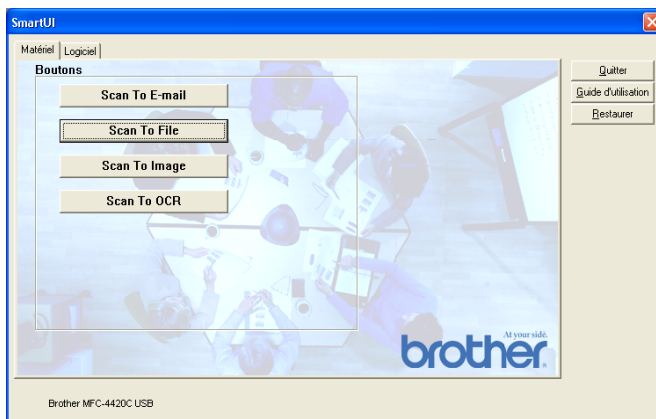 SmartUI
Matériel
Logiciel
Boutons
Scan To E-mail
Scan To File
Scan To Image
Scan To OCR
Quitter
Guide d'utilisation
Restaurer
At your side.
brother
Brother MFC-4420C USB